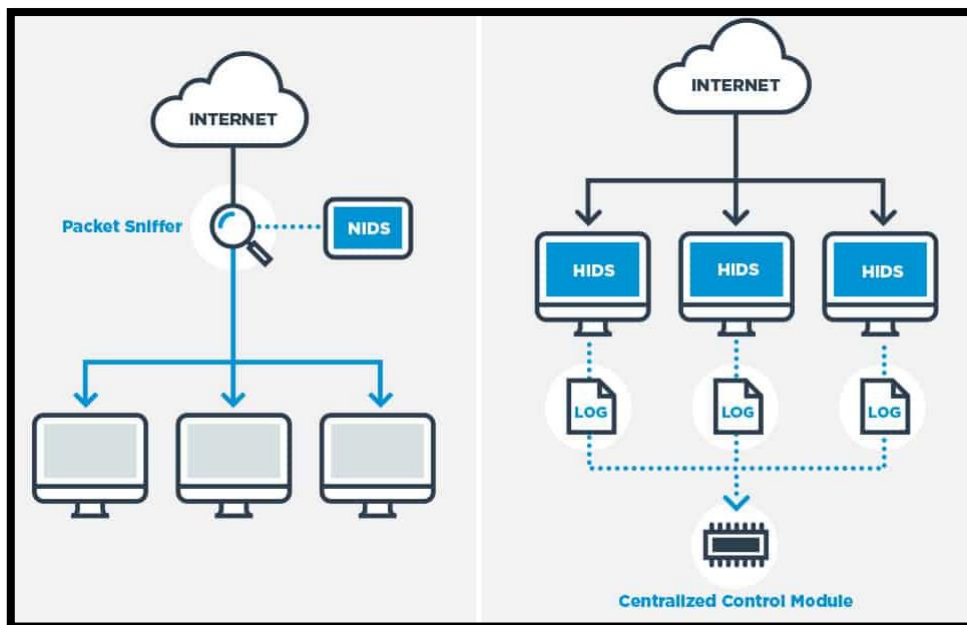 INTERNET
Packet Sniffer
NIDS
INTERNET
HIDS
HIDS
HIDS
LOG
LOG
LOG
Centralized Control Module